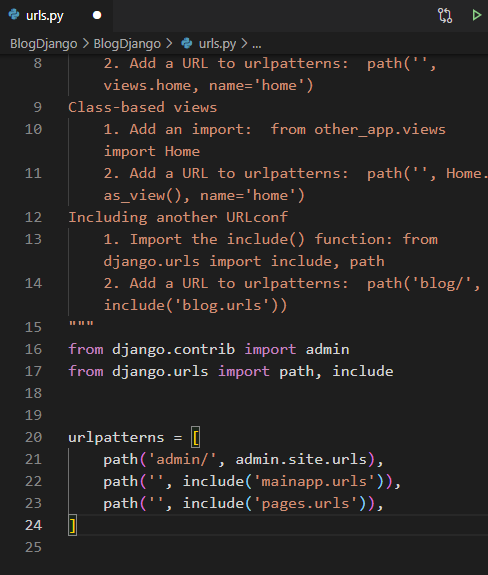 urls.py
BlogDjango > BlogDjango > urls.py > ...
8 2. Add a URL to urlpatterns:  path('',
views.home, name='home')
9 Class-based views
10 1. Add an import:  from other_app.views
import Home
11 2. Add a URL to urlpatterns:  path('', Home.
as_view(), name='home')
12 Including another URLconf
13 1. Import the include() function: from
django.urls import include, path
14 2. Add a URL to urlpatterns:  path('blog/',
include('blog.urls'))
15 """
16 from django.contrib import admin
17 from django.urls import path, include
18
19
20 urlpatterns = [
21 path('admin/', admin.site.urls),
22 path('', include('mainapp.urls')),
23 path('', include('pages.urls')),
24 ]
25